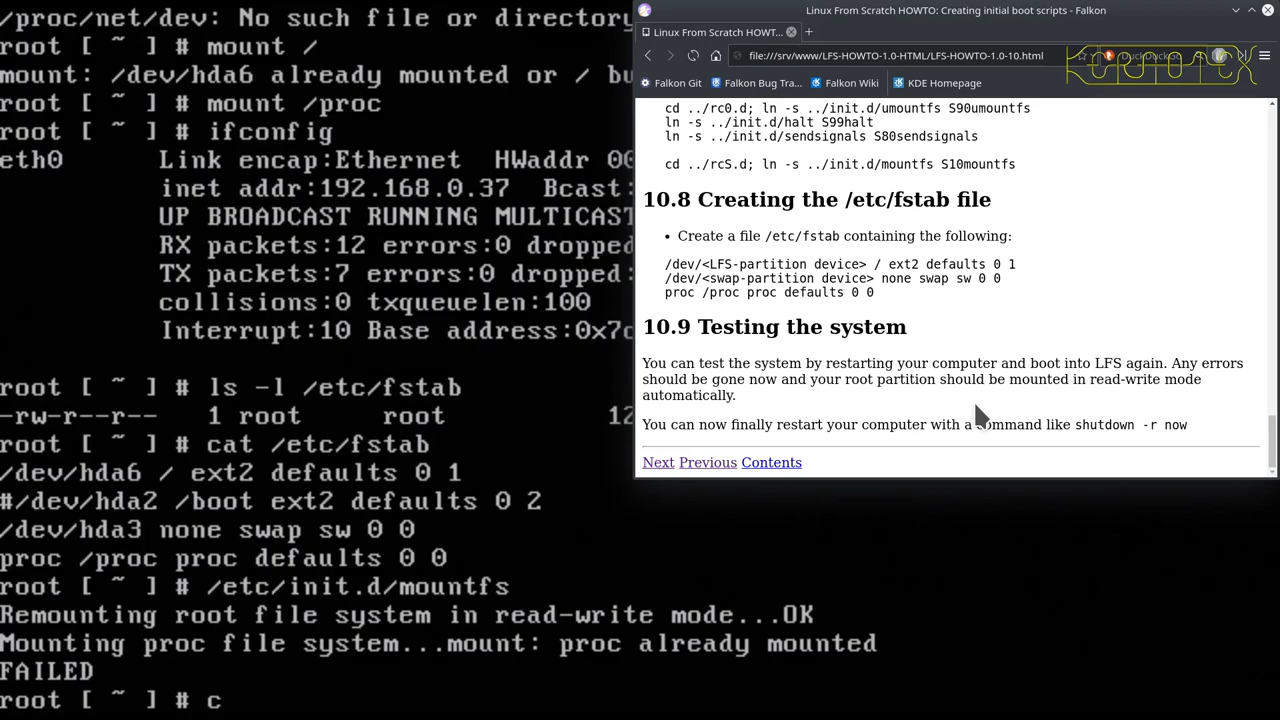 /proc/net/dev: No such file or directory
root [ ~ ] # mount /
mount: /dev/hda6 already mounted or / bu
root [ ~ ] # mount /proc
root [ ~ ] # ifconfig
eth0 Link encap:Ethernet HWaddr 00
inet addr:192.168.0.37 Bcast:
UP BROADCAST RUNNING MULTICAST
RX packets:12 errors:0 dropped
TX packets:7 errors:0 dropped:
collisions:0 txqueuelen:100
Interrupt:10 Base address:0x7c
root [ ~ ] # ls -l /etc/fstab
-rw-r--r-- 1 root root 12
root [ ~ ] # cat /etc/fstab
/dev/hda6 / ext2 defaults 0 1
#/dev/hda2 /boot ext2 defaults 0 2
/dev/hda3 none swap sw 0 0
proc /proc proc defaults 0 0
root [ ~ ] # /etc/init.d/mountfs
Remounting root file system in read-write mode...OK
Mounting proc file system...mount: proc already mounted
FAILED
root [ ~ ] # c
Linux From Scratch HOWTO: Creating initial boot scripts - Falkon
Linux From Scratch HOWT...
file:///srv/www/LFS-HOWTO-1.0-HTML/LFS-HOWTO-1.0-10.html
Falkon Git Falkon Bug Tra... Falkon Wiki KDE Homepage
cd ../rc0.d; ln -s ../init.d/umountfs S90umountfs
ln -s ../init.d/halt S99halt
ln -s ../init.d/sendsignals S80sendsignals
cd ../rcS.d; ln -s ../init.d/mountfs S10mountfs
10.8 Creating the /etc/fstab file
• Create a file /etc/fstab containing the following:
/dev/<LFS-partition device> / ext2 defaults 0 1
/dev/<swap-partition device> none swap sw 0 0
proc /proc proc defaults 0 0
10.9 Testing the system
You can test the system by restarting your computer and boot into LFS again. Any errors
should be gone now and your root partition should be mounted in read-write mode
automatically.
You can now finally restart your computer with a command like shutdown -r now
Next Previous Contents